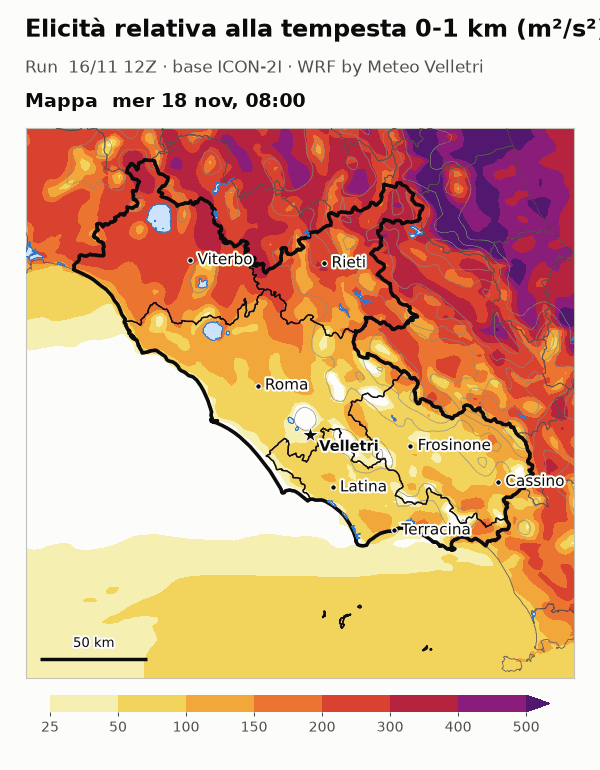 Elicità relativa alla tempesta 0-1 km (m²/s²)
Run 16/11 12Z · base ICON-2I · WRF by Meteo Velletri
Mappa mer 18 nov, 08:00
Viterbo
Rieti
Roma
Velletri
Frosinone
Latina
Cassino
Terracina
50 km
25 50 100 150 200 300 400 500